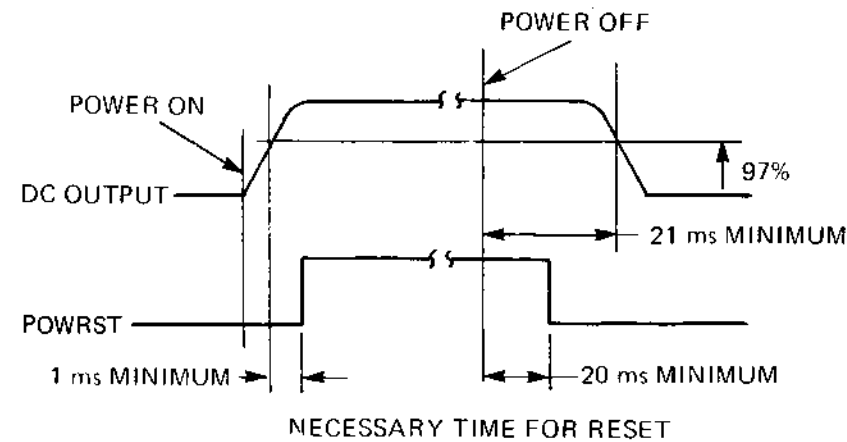 POWER OFF
POWER ON
97%
DC OUTPUT
21 ms MINIMUM
POWRST
1 ms MINIMUM
20 ms MINIMUM
NECESSARY TIME FOR RESET